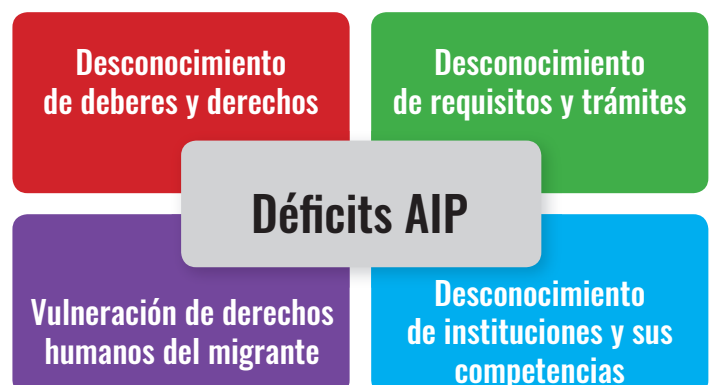 Desconocimiento
de deberes y derechos
Desconocimiento
de requisitos y trámites
Déficits AIP
Vulneración de derechos
humanos del migrante
Desconocimiento
de instituciones y sus
competencias